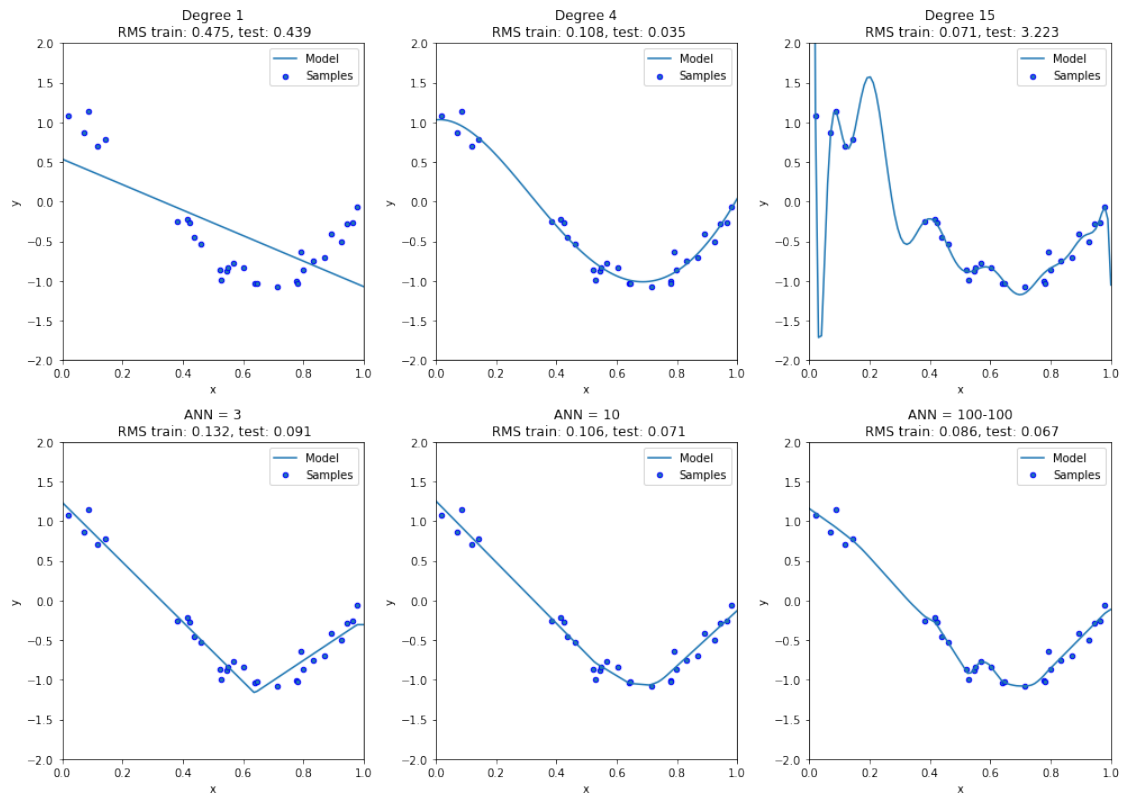 Degree 1
RMS train: 0.475, test: 0.439
2.0
1.5
1.0
0.5
0.0
−0.5
−1.0
−1.5
−2.0
y
0.0 0.2 0.4 0.6 0.8 1.0
x
Model
Samples
Degree 4
RMS train: 0.108, test: 0.035
2.0
1.5
1.0
0.5
0.0
−0.5
−1.0
−1.5
−2.0
y
0.0 0.2 0.4 0.6 0.8 1.0
x
Model
Samples
Degree 15
RMS train: 0.071, test: 3.223
2.0
1.5
1.0
0.5
0.0
−0.5
−1.0
−1.5
−2.0
y
0.0 0.2 0.4 0.6 0.8 1.0
x
Model
Samples
ANN = 3
RMS train: 0.132, test: 0.091
2.0
1.5
1.0
0.5
0.0
−0.5
−1.0
−1.5
−2.0
y
0.0 0.2 0.4 0.6 0.8 1.0
x
Model
Samples
ANN = 10
RMS train: 0.106, test: 0.071
2.0
1.5
1.0
0.5
0.0
−0.5
−1.0
−1.5
−2.0
y
0.0 0.2 0.4 0.6 0.8 1.0
x
Model
Samples
ANN = 100-100
RMS train: 0.086, test: 0.067
2.0
1.5
1.0
0.5
0.0
−0.5
−1.0
−1.5
−2.0
y
0.0 0.2 0.4 0.6 0.8 1.0
x
Model
Samples